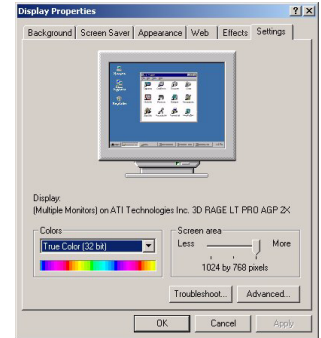 Display Properties
Background Screen Saver Appearance Web Effects Settings
Display:
(Multiple Monitors) on ATI Technologies Inc. 3D RAGE LT PRO AGP 2X
Colors
True Color (32 bit)
Screen area
Less More
1024 by 768 pixels
Troubleshoot... Advanced...
OK Cancel Apply